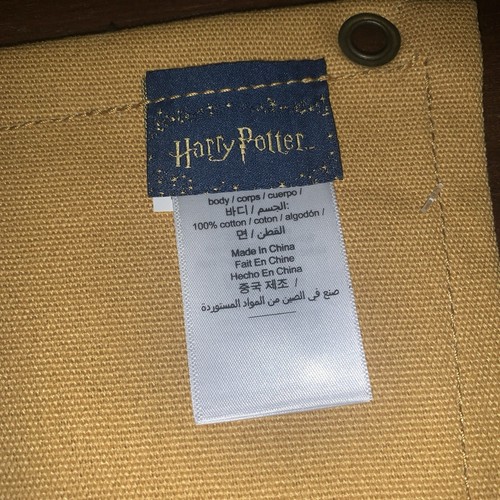 Harry Potter
body / corps / cuerpo /
바디 / الجسم:
100% cotton / coton / algodón /
면 / القطن
Made In China
Fait En Chine
Hecho En China
중국 제조 /
صنع في الصين من المواد المستوردة